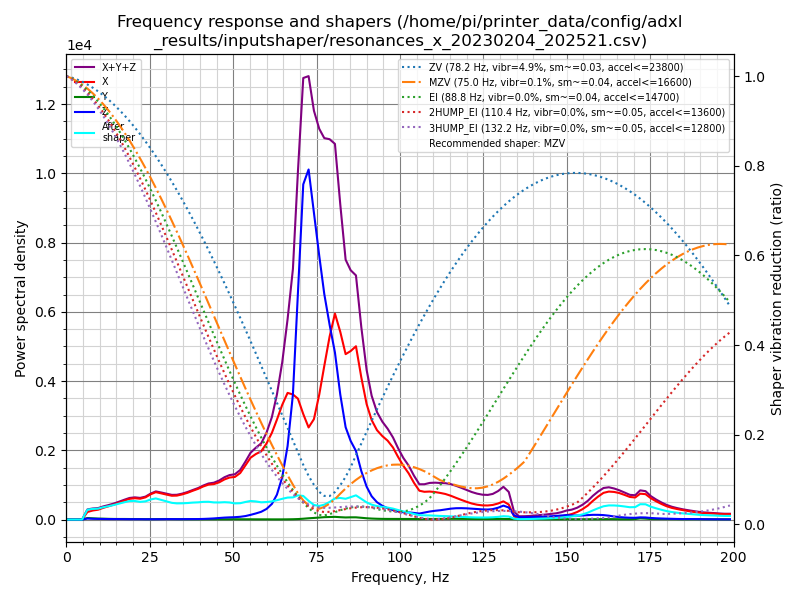 Frequency response and shapers (/home/pi/printer_data/config/adxl
_results/inputshaper/resonances_x_20230204_202521.csv)
1e4
X+Y+Z
X
Y
Z
After
shaper
ZV (78.2 Hz, vibr=4.9%, sm~=0.03, accel<=23800)
MZV (75.0 Hz, vibr=0.1%, sm~=0.04, accel<=16600)
EI (88.8 Hz, vibr=0.0%, sm~=0.04, accel<=14700)
2HUMP_EI (110.4 Hz, vibr=0.0%, sm~=0.05, accel<=13600)
3HUMP_EI (132.2 Hz, vibr=0.0%, sm~=0.05, accel<=12800)
Recommended shaper: MZV
Power spectral density
1.2
1.0
0.8
0.6
0.4
0.2
0.0
1.0
0.8
0.6
0.4
0.2
0.0
Shaper vibration reduction (ratio)
0 25 50 75 100 125 150 175 200
Frequency, Hz